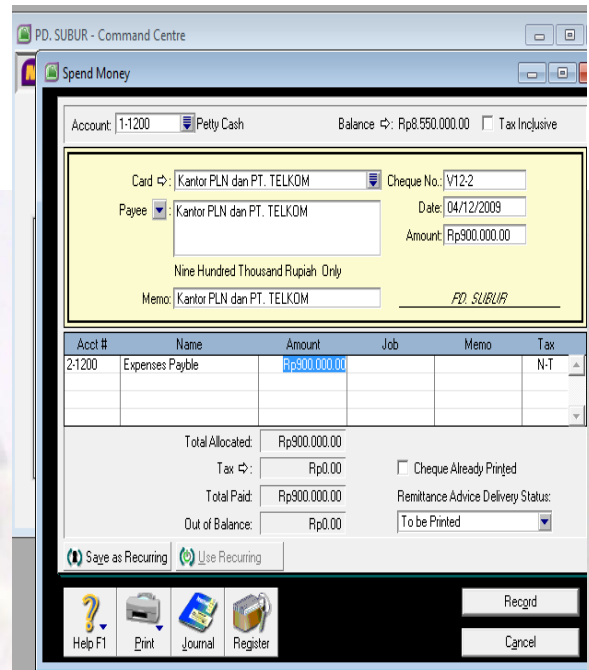 PD. SUBUR - Command Centre
Spend Money
Account: 1-1200 Petty Cash Balance ⇨: Rp8.550.000.00 Tax Inclusive
Card ⇨: Kantor PLN dan PT. TELKOM Cheque No.: V12-2
Payee : Kantor PLN dan PT. TELKOM Date: 04/12/2009
Amount: Rp900.000.00
Nine Hundred Thousand Rupiah Only
Memo: Kantor PLN dan PT. TELKOM PD. SUBUR
Acct # Name Amount Job Memo Tax
2-1200 Expenses Payble Rp900.000.00 N-T
Total Allocated: Rp900.000.00
Tax ⇨: Rp0.00 Cheque Already Printed
Total Paid: Rp900.000.00 Remittance Advice Delivery Status:
Out of Balance: Rp0.00 To be Printed
Save as Recurring Use Recurring
Help F1 Print Journal Register
Record
Cancel